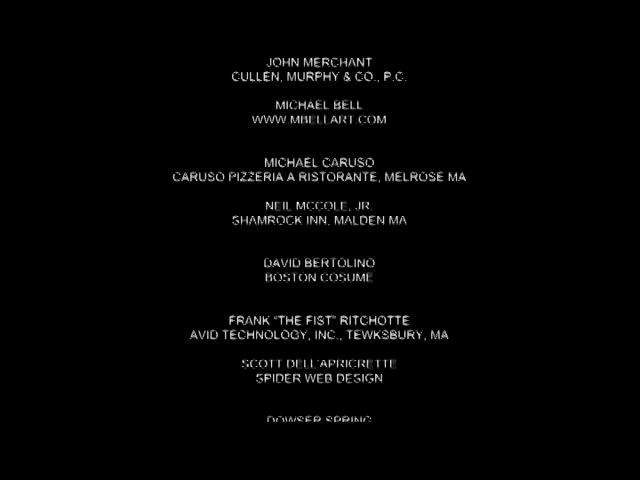 JOHN MERCHANT
CULLEN, MURPHY & CO., P.C.
MICHAEL BELL
WWW.MBELLART.COM
MICHAEL CARUSO
CARUSO PIZZERIA A RISTORANTE, MELROSE MA
NEIL MCCOLE, JR.
SHAMROCK INN, MALDEN MA
DAVID BERTOLINO
BOSTON COSUME
FRANK “THE FIST” RITCHOTTE
AVID TECHNOLOGY, INC., TEWKSBURY, MA
SCOTT DELL'APRICRETTE
SPIDER WEB DESIGN
DOWSER SPRING